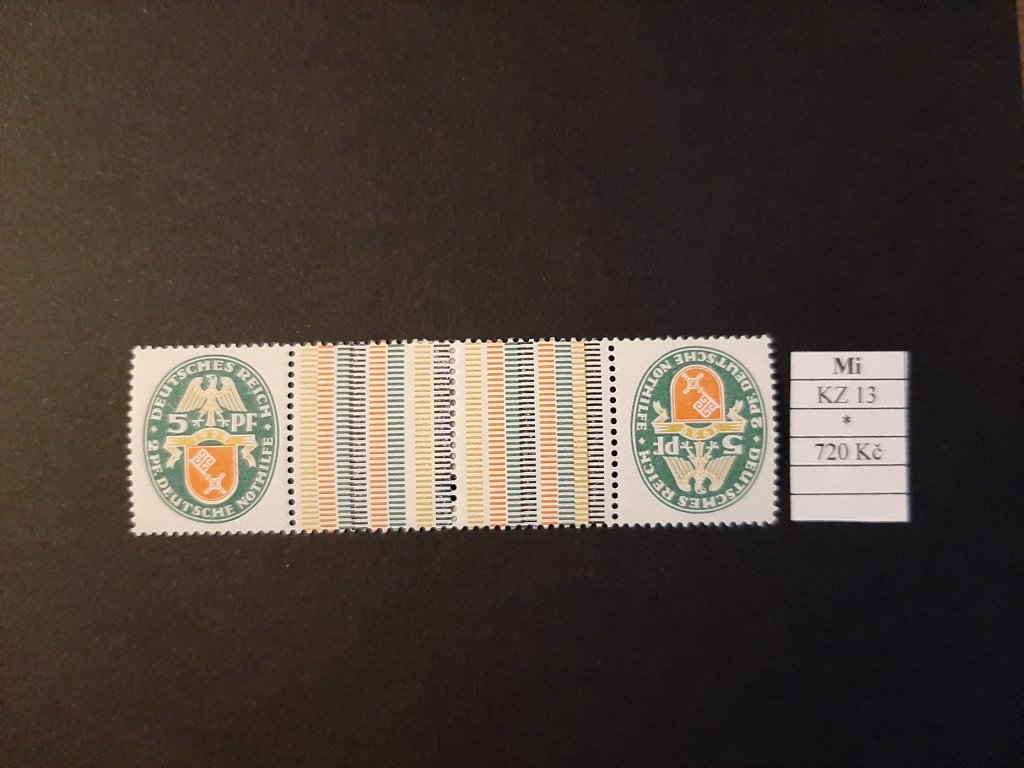 DEUTSCHES REICH
5 * PF
2 PF. DEUTSCHE NOTHILFE
DEUTSCHES REICH
5 * PF
2 PF. DEUTSCHE NOTHILFE
Mi
KZ 13
*
720 Kč